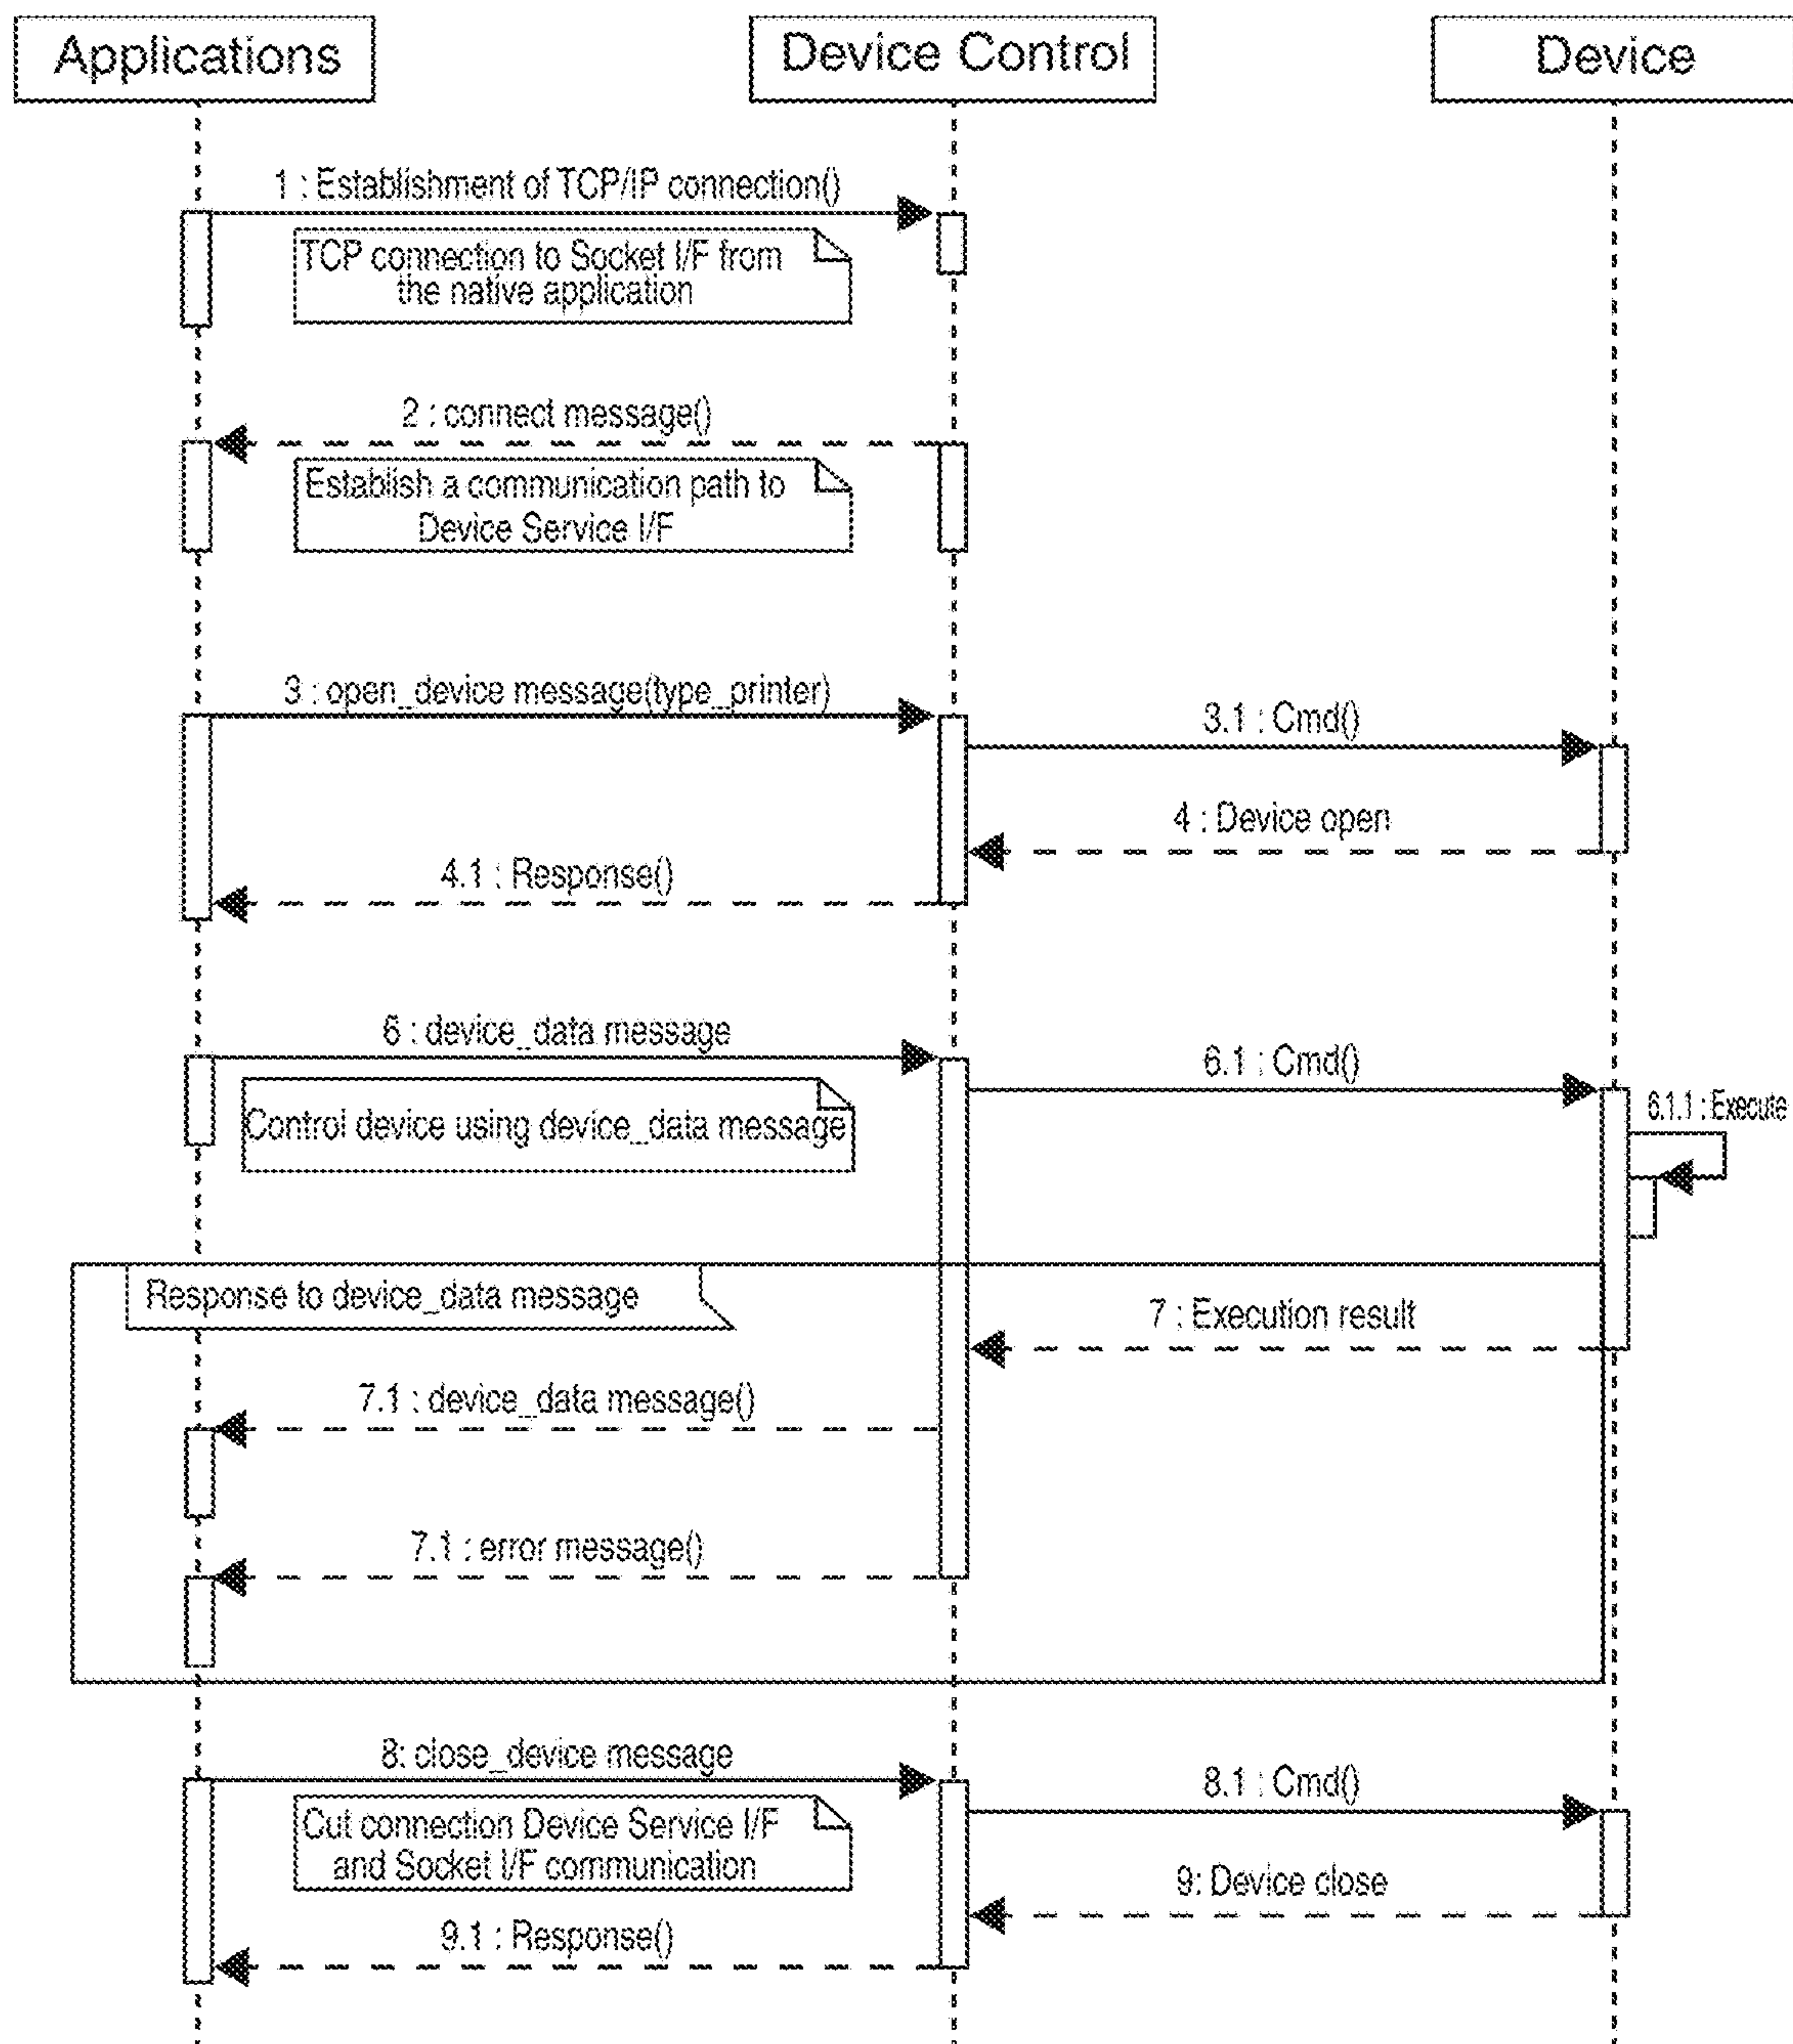 Applications
Device Control
Device
1 : Establishment of TCP/IP connection()
TCP connection to Socket I/F from
the native application
2 : connect message()
Establish a communication path to
Device Service I/F
3 : open_device message(type_printer)
3.1 : Cmd()
4 : Device open
4.1 : Response()
6 : device_data message
6.1 : Cmd()
6.1.1 : Execute
Control device using device_data message
Response to device_data message
7 : Execution result
7.1 : device_data message()
7.1 : error message()
8: close_device message
8.1 : Cmd()
Cut connection Device Service I/F
and Socket I/F communication
9: Device close
9.1 : Response()